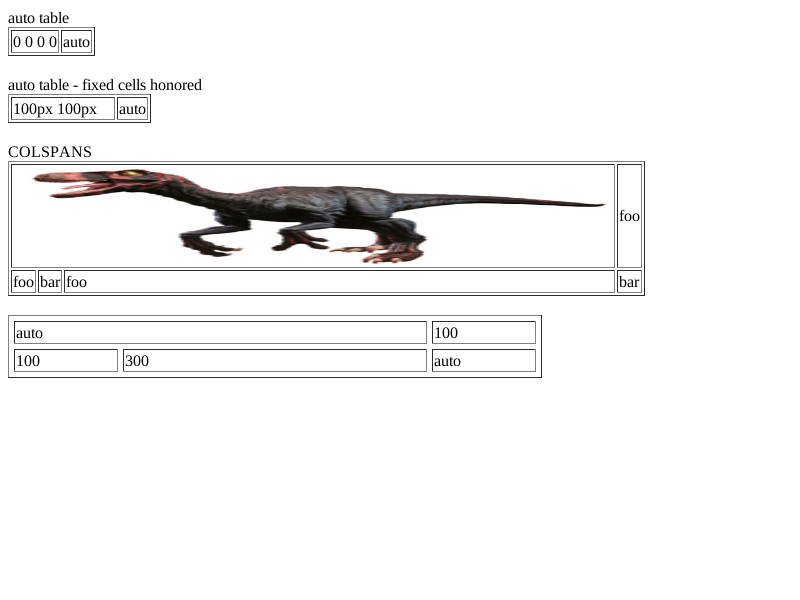 auto table
0 0 0 0 auto
auto table - fixed cells honored
100px 100px auto
COLSPANS
foo
foo bar foo bar
auto 100
100 300 auto